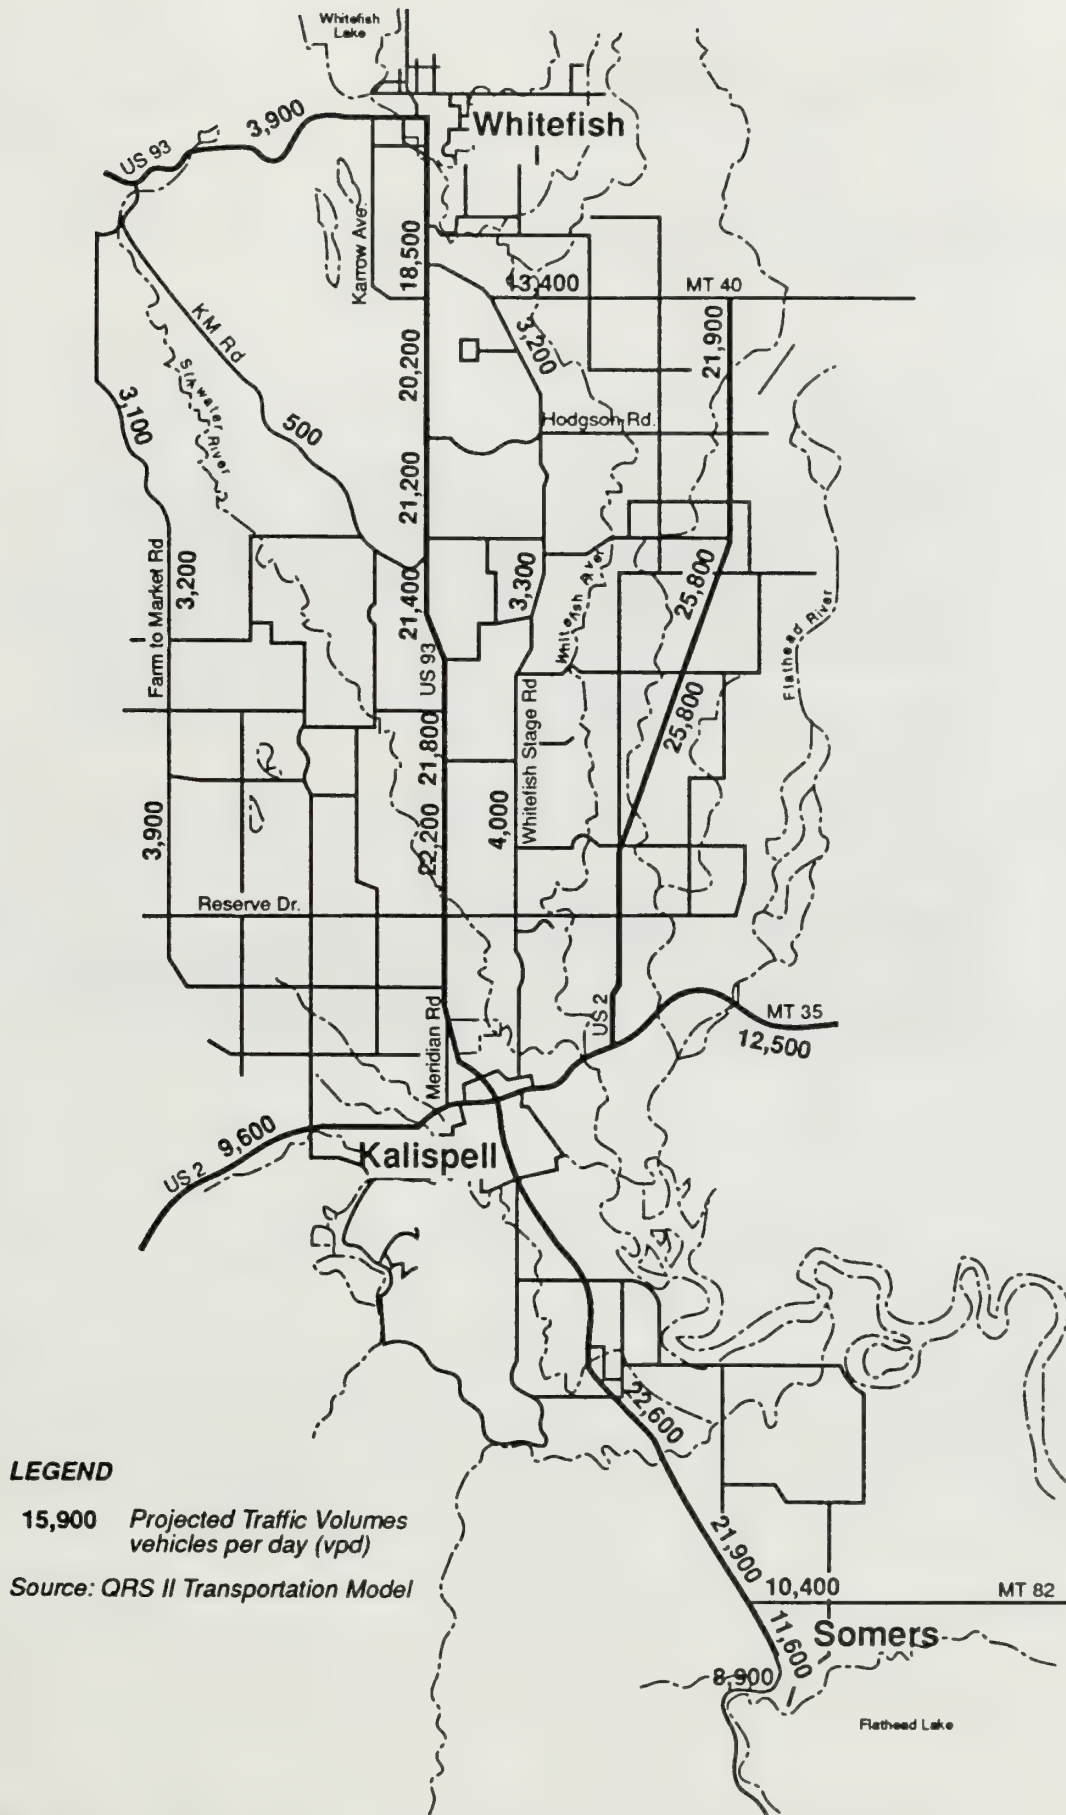 Whitefish
Lake
Whitefish
3,900
US 93
Karrow Ave.
18,500
13,400
MT 40
KM Rd
3,200
21,900
20,200
Stillwater River
3,100
500
Hodgson Rd.
21,200
Farm to Market Rd
3,200
21,400
3,300
Whitefish River
25,800
Flathead River
US 93
Whitefish Stage Rd
25,800
21,800
3,900
22,200
4,000
Reserve Dr.
Meridian Rd
US 2
MT 35
12,500
9,600
US 2
Kalispell
22,600
LEGEND
15,900 Projected Traffic Volumes
vehicles per day (vpd)
Source: QRS II Transportation Model
21,900
10,400
MT 82
11,600
Somers
8,900
Flathead Lake